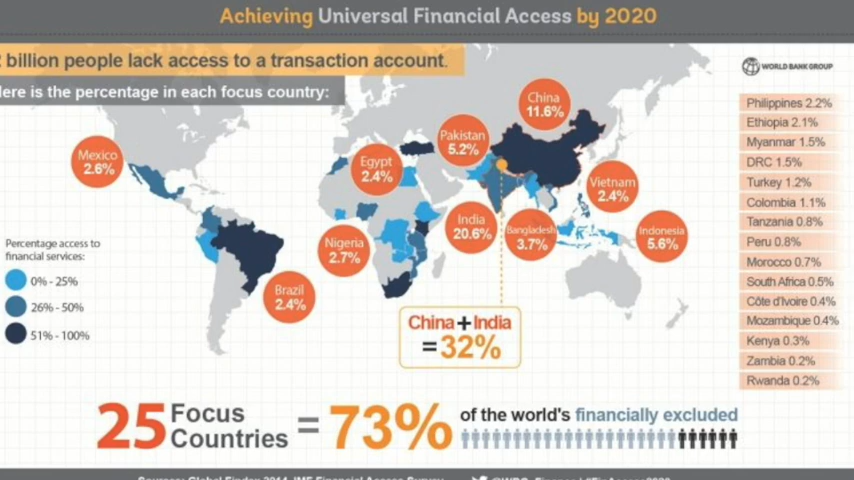 Achieving Universal Financial Access by 2020
billion people lack access to a transaction account.
is the percentage in each focus country:
WORLD BANK GROUP
China
11.6%
Pakistan
5.2%
Mexico
2.6%
Egypt
2.4%
Vietnam
2.4%
India
20.6%
Bangladesh
3.7%
Indonesia
5.6%
Nigeria
2.7%
Brazil
2.4%
Percentage access to
financial services:
0% - 25%
26% - 50%
51% - 100%
China+India
=32%
Philippines 2.2%
Ethiopia 2.1%
Myanmar 1.5%
DRC 1.5%
Turkey 1.2%
Colombia 1.1%
Tanzania 0.8%
Peru 0.8%
Morocco 0.7%
South Africa 0.5%
Côte d'Ivoire 0.4%
Mozambique 0.4%
Kenya 0.3%
Zambia 0.2%
Rwanda 0.2%
25 Focus Countries = 73% of the world's financially excluded